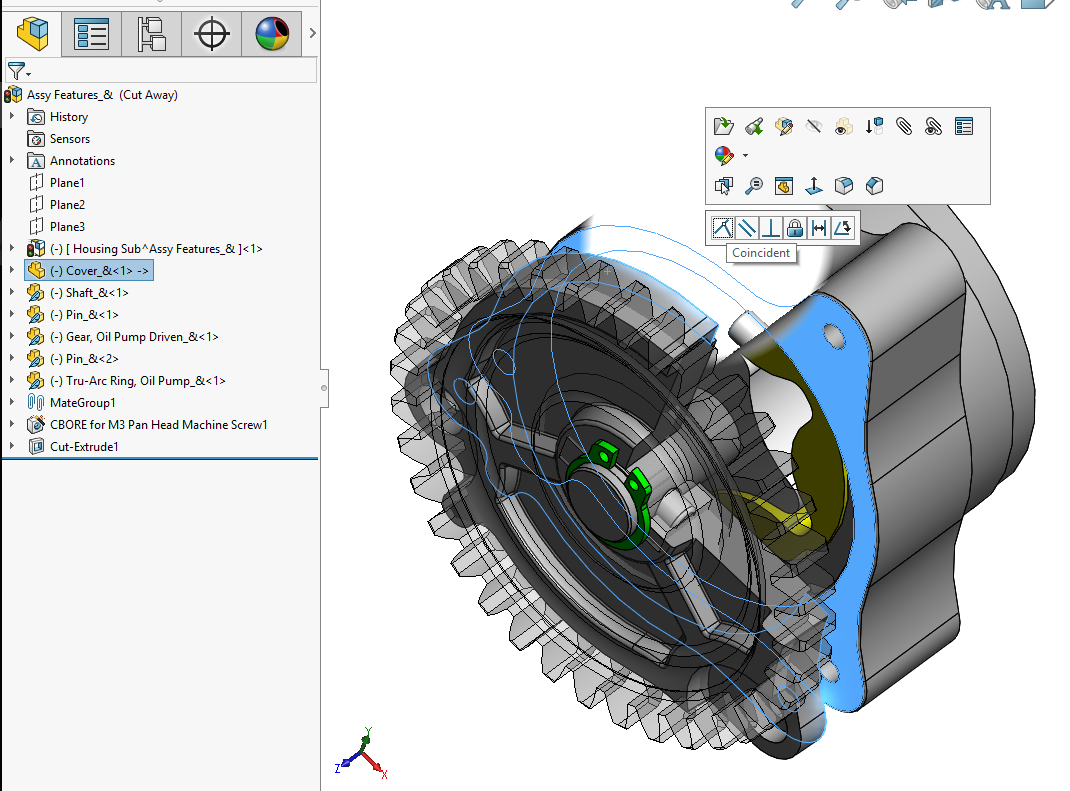 Assy Features_& (Cut Away)
History
Sensors
A Annotations
Plane1
Plane2
Plane3
(-) [ Housing Sub^Assy Features_& ]<1>
(-) Cover_&<1> ->
(-) Shaft_&<1>
(-) Pin_&<1>
(-) Gear, Oil Pump Driven_&<1>
(-) Pin_&<2>
(-) Tru-Arc Ring, Oil Pump_&<1>
MateGroup1
CBORE for M3 Pan Head Machine Screw1
Cut-Extrude1
Coincident
Y
Z
X